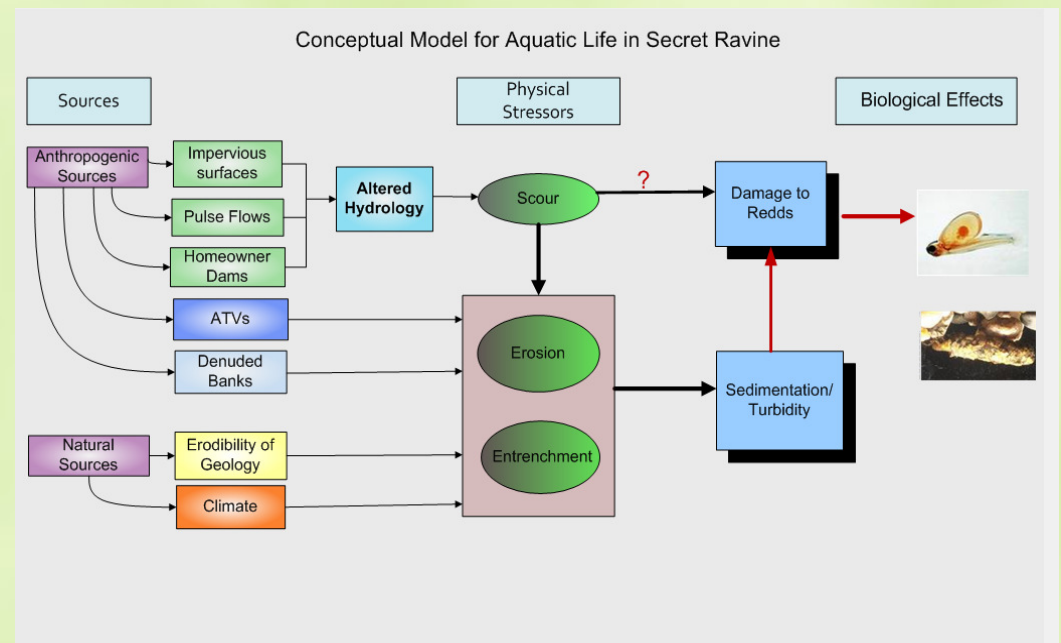 Conceptual Model for Aquatic Life in Secret Ravine
Sources
Physical
Stressors
Biological Effects
Anthropogenic
Sources
Impervious
surfaces
Pulse Flows
Homeowner
Dams
ATVs
Denuded
Banks
Natural
Sources
Erodibility of
Geology
Climate
Altered
Hydrology
Scour
?
Erosion
Entrenchment
Damage to
Redds
Sedimentation/
Turbidity